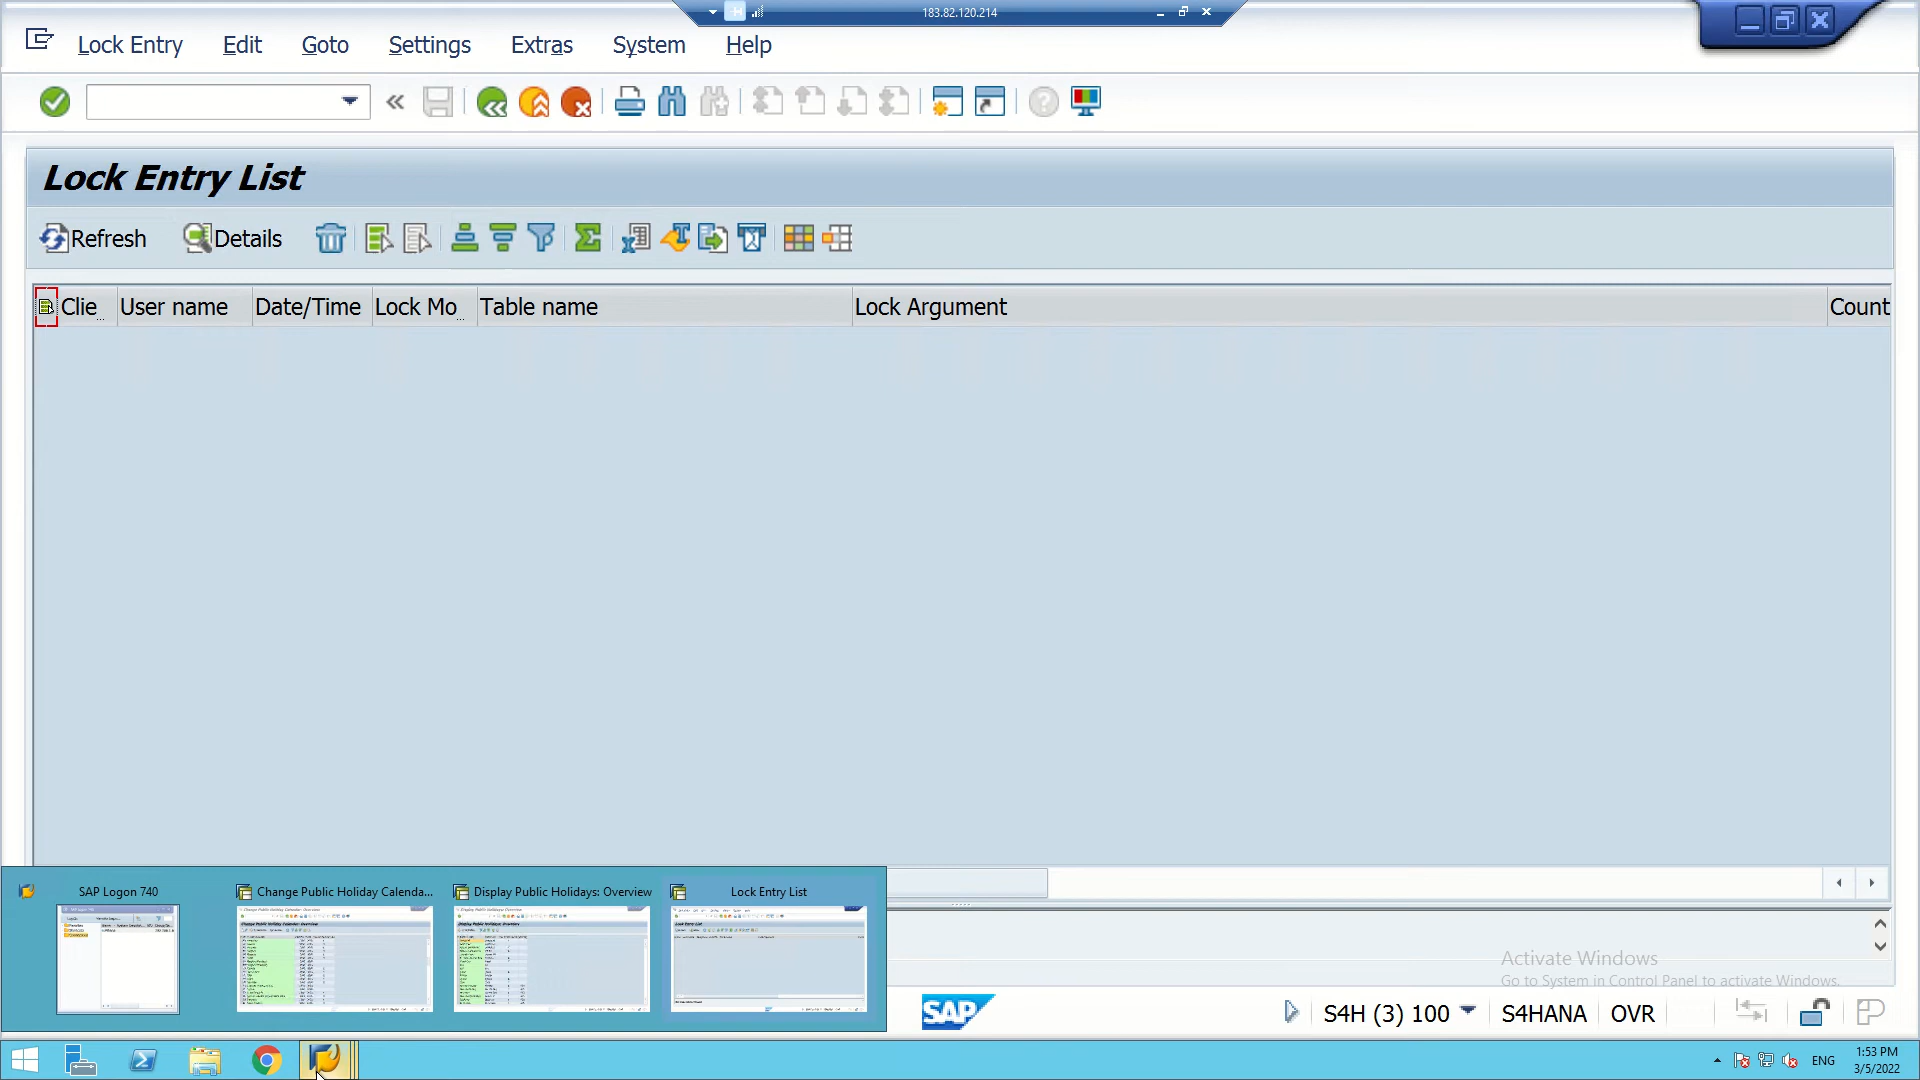 183.82.120.214
Lock Entry Edit Goto Settings Extras System Help
Lock Entry List
Refresh Details
Clie User name Date/Time Lock Mo Table name Lock Argument Count
SAP Logon 740
Change Public Holiday Calenda...
Display Public Holidays: Overview
Lock Entry List
Activate Windows
Go to System in Control Panel to activate Windows.
SAP S4H (3) 100 S4HANA OVR
ENG 1:53 PM
3/5/2022